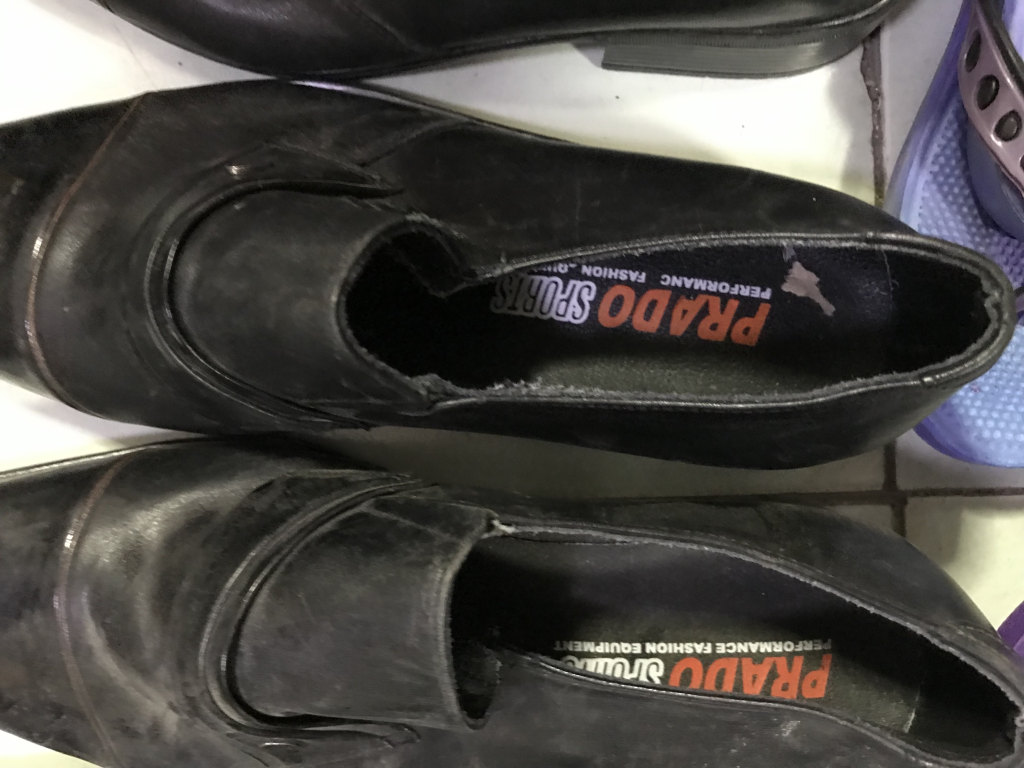 PRADO SPORTS
PERFORMANC FASHION
PRADO
PERFORMANCE FASHION EQUIPMENT